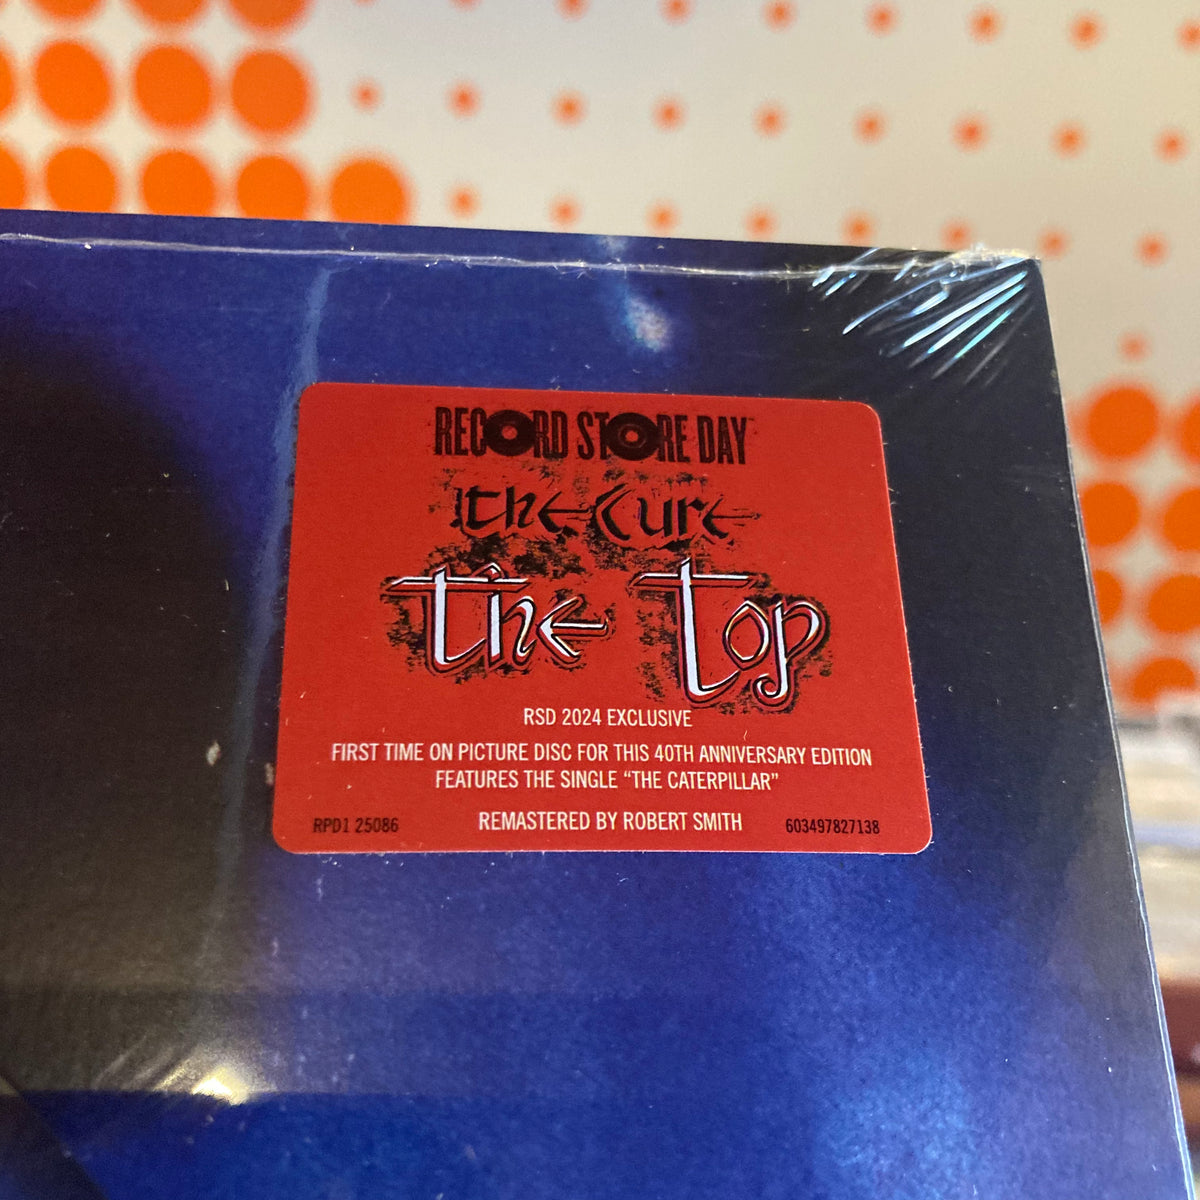 RECORD STORE DAY
the Cure
the top
RSD 2024 EXCLUSIVE
FIRST TIME ON PICTURE DISC FOR THIS 40TH ANNIVERSARY EDITION
FEATURES THE SINGLE “THE CATERPILLAR”
RPD1 25086 REMASTERED BY ROBERT SMITH 603497827138